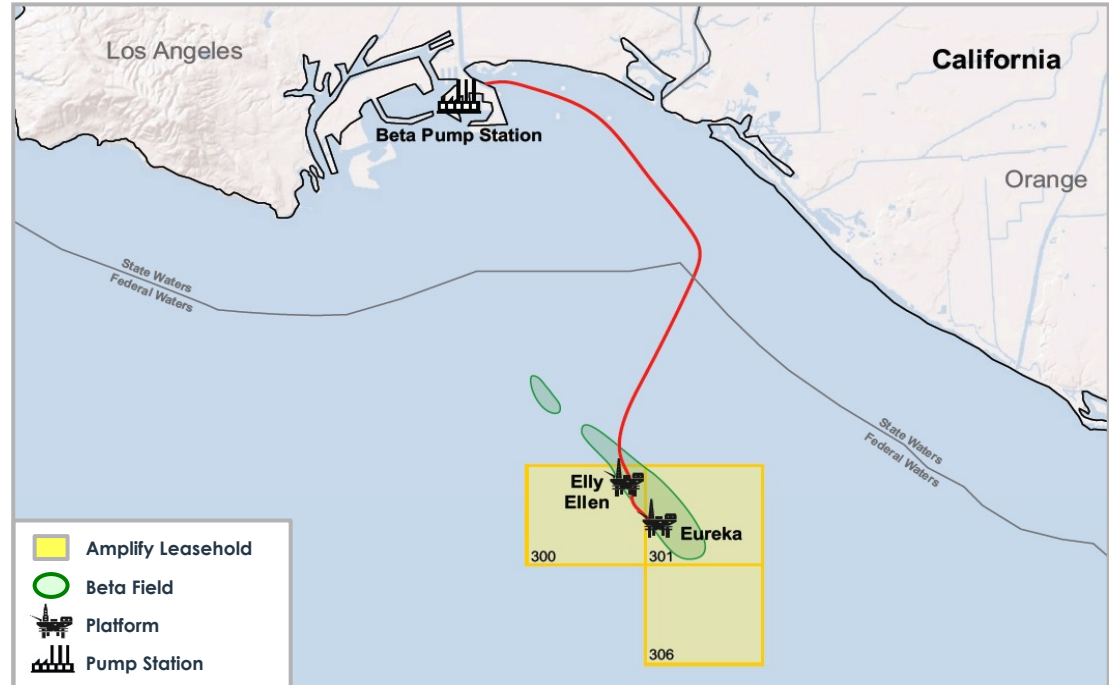 Los Angeles
California
Beta Pump Station
Orange
State Waters
Federal Waters
State Waters
Federal Waters
Elly
Ellen
Eureka
300
301
306
Amplify Leasehold
Beta Field
Platform
Pump Station